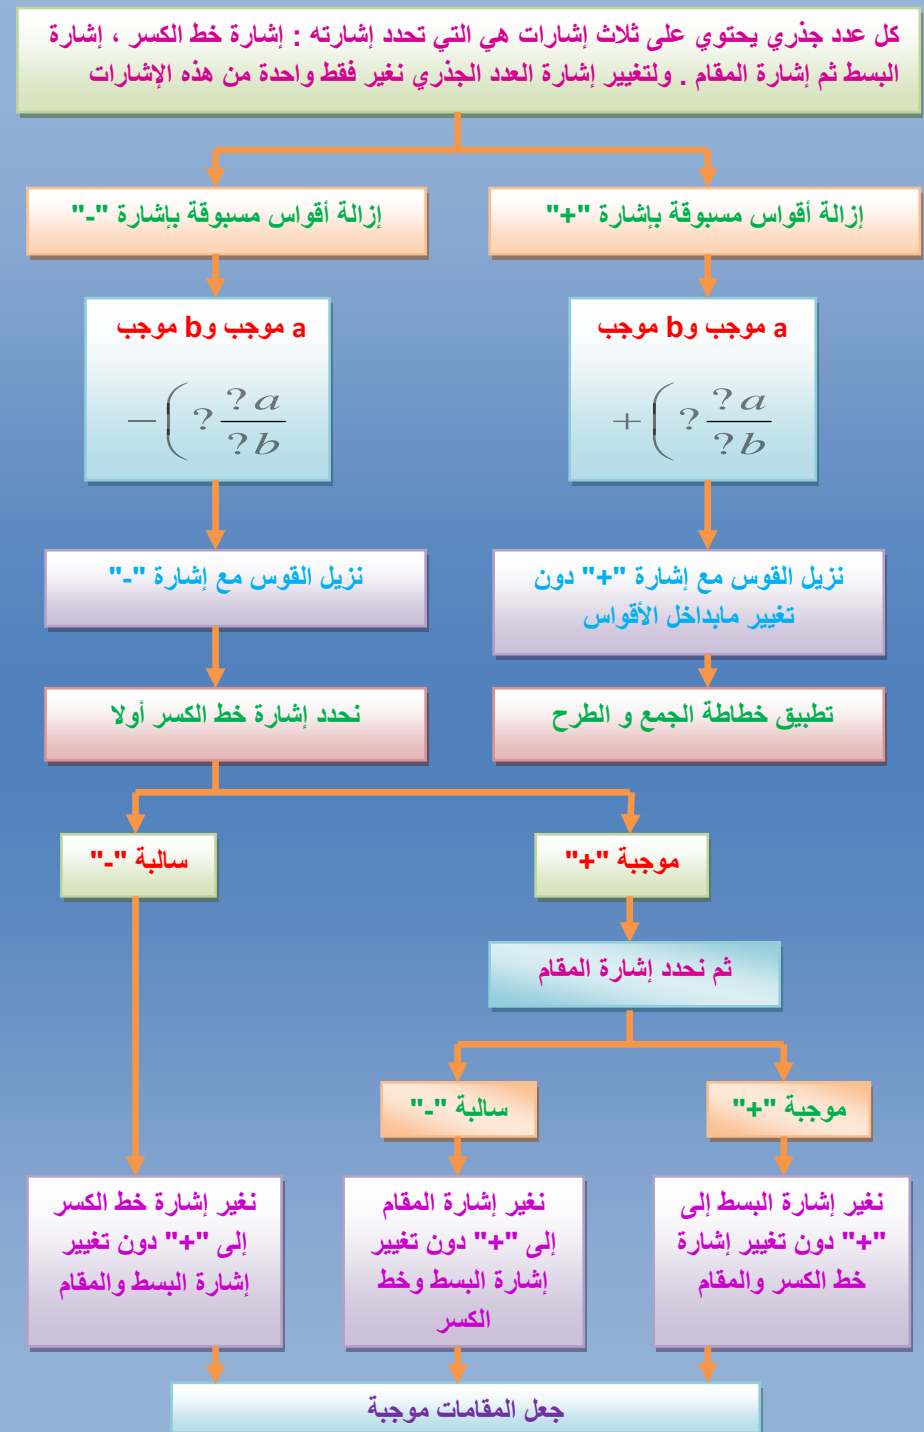 كل عدد جذري يحتوي على ثلاث إشارات هي التي تحدد إشارته : إشارة خط الكسر ، إشارة
البسط ثم إشارة المقام . ولتغيير إشارة العدد الجذري نغير فقط واحدة من هذه الإشارات
إزالة أقواس مسبوقة بإشارة "+"
إزالة أقواس مسبوقة بإشارة "-"
a موجب وb موجب
+(? ?a
?b
a موجب وb موجب
−(? ?a
?b
نزيل القوس مع إشارة "+" دون
تغيير مابداخل الأقواس
نزيل القوس مع إشارة "-"
تطبيق خطاطة الجمع و الطرح
نحدد إشارة خط الكسر أولا
موجبة "+"
سالبة "-"
ثم نحدد إشارة المقام
موجبة "+"
سالبة "-"
نغير إشارة البسط إلى
"+" دون تغيير إشارة
خط الكسر والمقام
نغير إشارة المقام
إلى "+" دون تغيير
إشارة البسط وخط
الكسر
نغير إشارة خط الكسر
إلى "+" دون تغيير
إشارة البسط والمقام
جعل المقامات موجبة